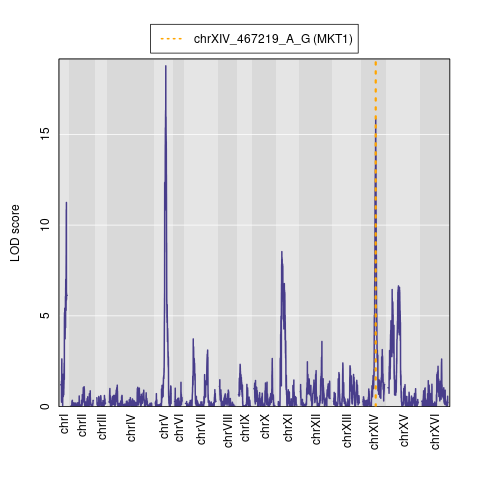 chrXIV_467219_A_G (MKT1)
LOD score
15
10
5
0
chrI
chrII
chrIII
chrIV
chrV
chrVI
chrVII
chrVIII
chrIX
chrX
chrXI
chrXII
chrXIII
chrXIV
chrXV
chrXVI